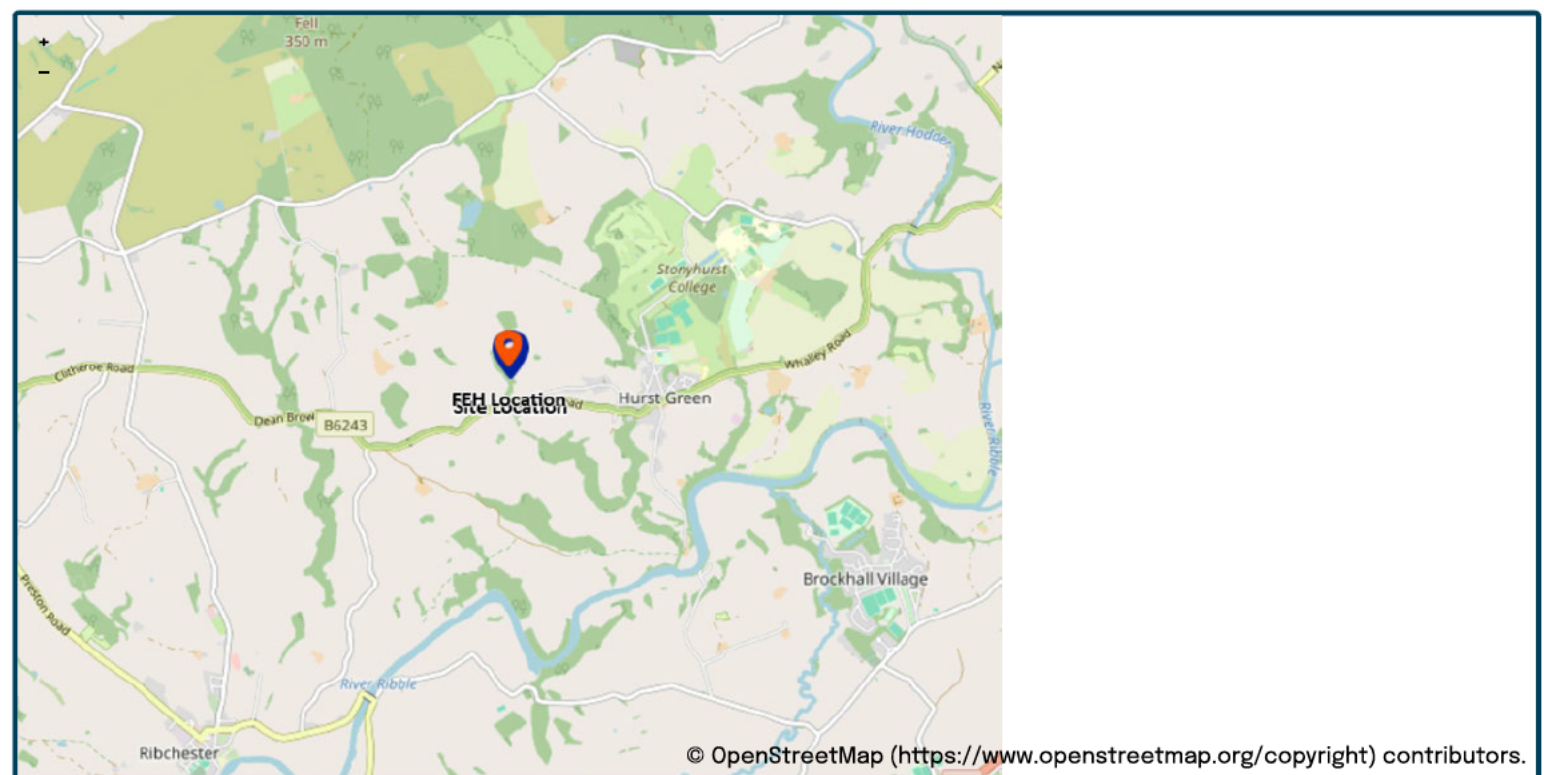 Fell
350 m
+
−
River Hodder
Stonyhurst
College
Whalley Road
Clitheroe Road
FEH Location
Site Location
Hurst Green
Dean Brow
B6243
River Ribble
Brockhall Village
Preston Road
River Ribble
Ribchester
© OpenStreetMap (https://www.openstreetmap.org/copyright) contributors.